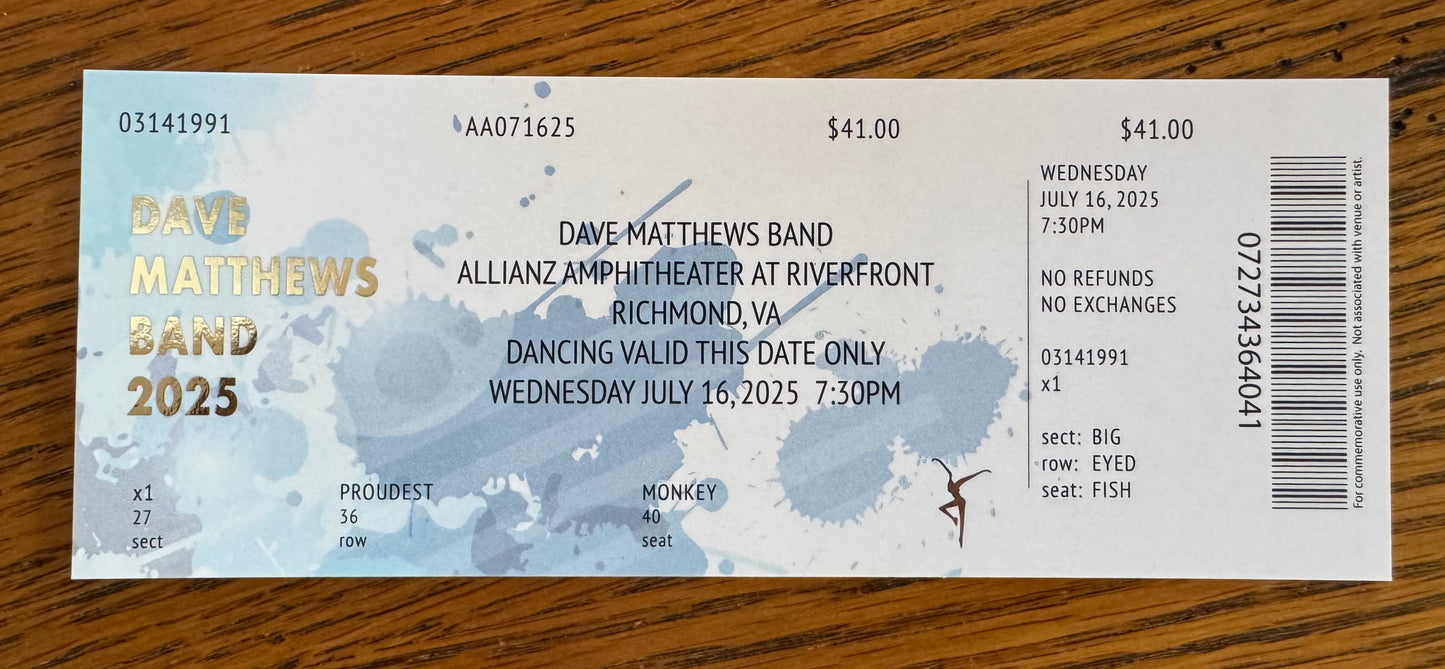 03141991
AA071625
$41.00
$41.00
DAVE
MATTHEWS
BAND
2025
DAVE MATTHEWS BAND
ALLIANZ AMPHITHEATER AT RIVERFRONT
RICHMOND, VA
DANCING VALID THIS DATE ONLY
WEDNESDAY JULY 16, 2025 7:30PM
x1
27
sect
PROUDEST
36
row
MONKEY
40
seat
WEDNESDAY
JULY 16, 2025
7:30PM
NO REFUNDS
NO EXCHANGES
03141991
x1
sect: BIG
row: EYED
seat: FISH
0727343664041
For commemorative use only. Not associated with venue or artist.